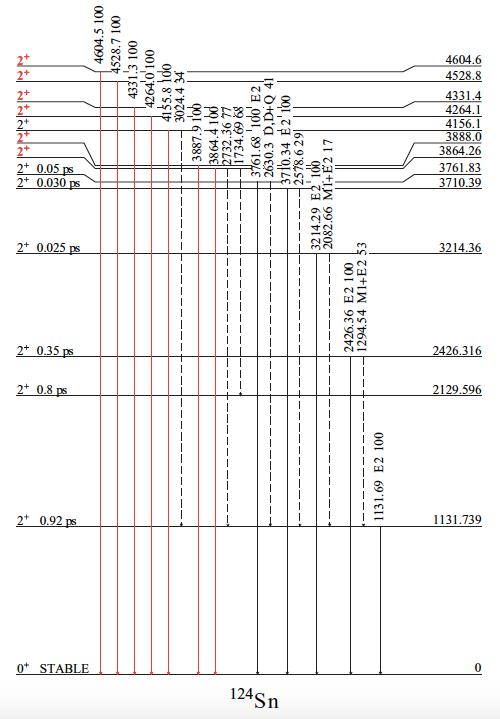 4604.5 100
4528.7 100
4331.3 100
4264.0 100
4155.8 100
3024.4 34
3887.9 100
3864.4 100
2732.36 77
1734.69 68
3761.68 100 E2
2630.3 D,D+Q 41
3710.34 E2 100
2578.6 29
3214.29 E2 100
2082.66 M1+E2 17
2426.36 E2 100
1294.54 M1+E2 53
1131.69 E2 100
2+ 4604.6
2+ 4528.8
2+ 4331.4
2+ 4264.1
2+ 4156.1
2+ 3888.0
2+ 3864.26
2+ 0.05 ps 3761.83
2+ 0.030 ps 3710.39
2+ 0.025 ps 3214.36
2+ 0.35 ps 2426.316
2+ 0.8 ps 2129.596
2+ 0.92 ps 1131.739
0+ STABLE 0
124Sn